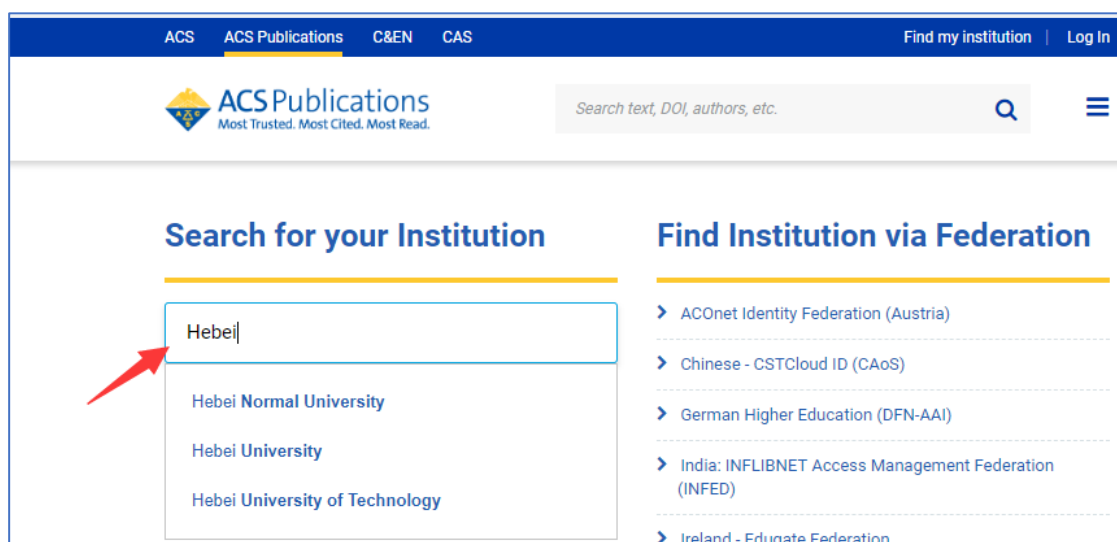 ACS ACS Publications C&EN CAS Find my institution | Log In
ACS Publications
Most Trusted. Most Cited. Most Read.
Search text, DOI, authors, etc.
Search for your Institution
Hebei
Hebei Normal University
Hebei University
Hebei University of Technology
Find Institution via Federation
ACOnet Identity Federation (Austria)
Chinese - CSTCloud ID (CAoS)
German Higher Education (DFN-AAI)
India: INFLIBNET Access Management Federation
(INFED)
Ireland - Edugate Federation